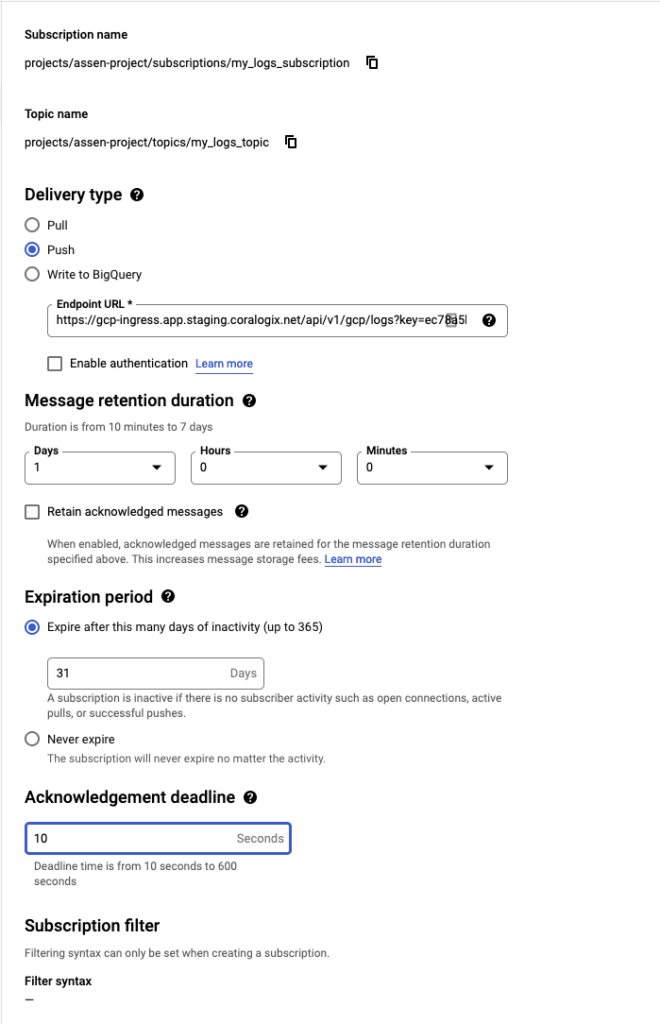 Subscription name
projects/assen-project/subscriptions/my_logs_subscription
Topic name
projects/assen-project/topics/my_logs_topic
Delivery type
Pull
Push
Write to BigQuery
Endpoint URL *
https://gcp-ingress.app.staging.coralogix.net/api/v1/gcp/logs?key=ec78a5
Enable authentication Learn more
Message retention duration
Duration is from 10 minutes to 7 days
Days Hours Minutes
1 0 0
Retain acknowledged messages
When enabled, acknowledged messages are retained for the message retention duration
specified above. This increases message storage fees. Learn more
Expiration period
Expire after this many days of inactivity (up to 365)
31 Days
A subscription is inactive if there is no subscriber activity such as open connections, active
pulls, or successful pushes.
Never expire
The subscription will never expire no matter the activity.
Acknowledgement deadline
10 Seconds
Deadline time is from 10 seconds to 600
seconds
Subscription filter
Filtering syntax can only be set when creating a subscription.
Filter syntax
—